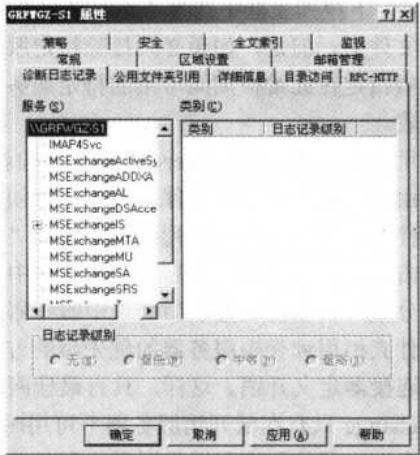 GRFWGZ-S1 属性
策略 安全 全文索引 监视
常规 区域设置 邮箱管理
诊断日志记录 公用文件夹引用 详细信息 目录访问 RPC-HTTP
服务(S)
类别(C)
\\GRFWGZ-S1
类别 日志记录级别
IMAP4Svc
MSExchangeActiveSy
MSExchangeADDXA
MSExchangeAL
MSExchangeDSAcce
MSExchangeIS
MSExchangeMTA
MSExchangeMU
MSExchangeSA
MSExchangeSRS
日志记录级别
无(N) 最低(M) 中等 最高
确定 取消 应用(A) 帮助